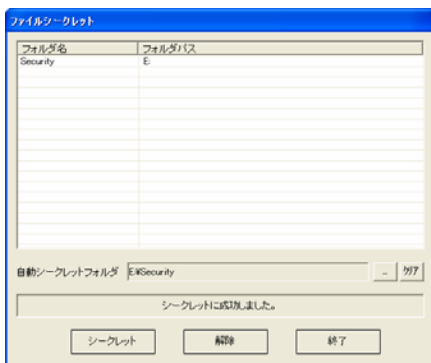 ファイルシークレット
フォルダ名 フォルダパス
Security E:
自動シークレットフォルダ E:¥Security ... クリア
シークレットに成功しました。
シークレット 解除 終了